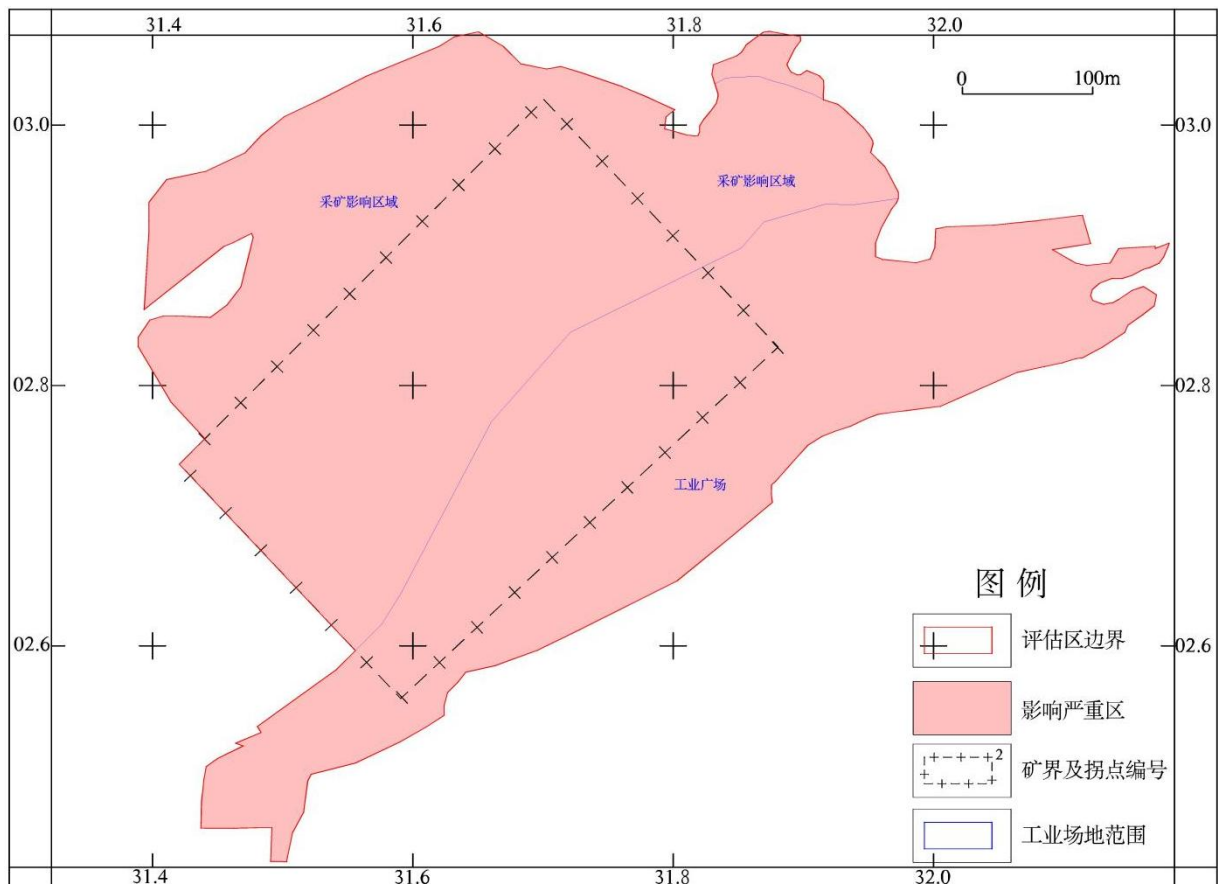 31.4 31.6 31.8 32.0
0 100m
03.0 03.0
采矿影响区域 采矿影响区域
02.8 02.8
工业广场
图 例
02.6 评估区边界 02.6
影响严重区
2
矿界及拐点编号
工业场地范围
31.4 31.6 31.8 32.0